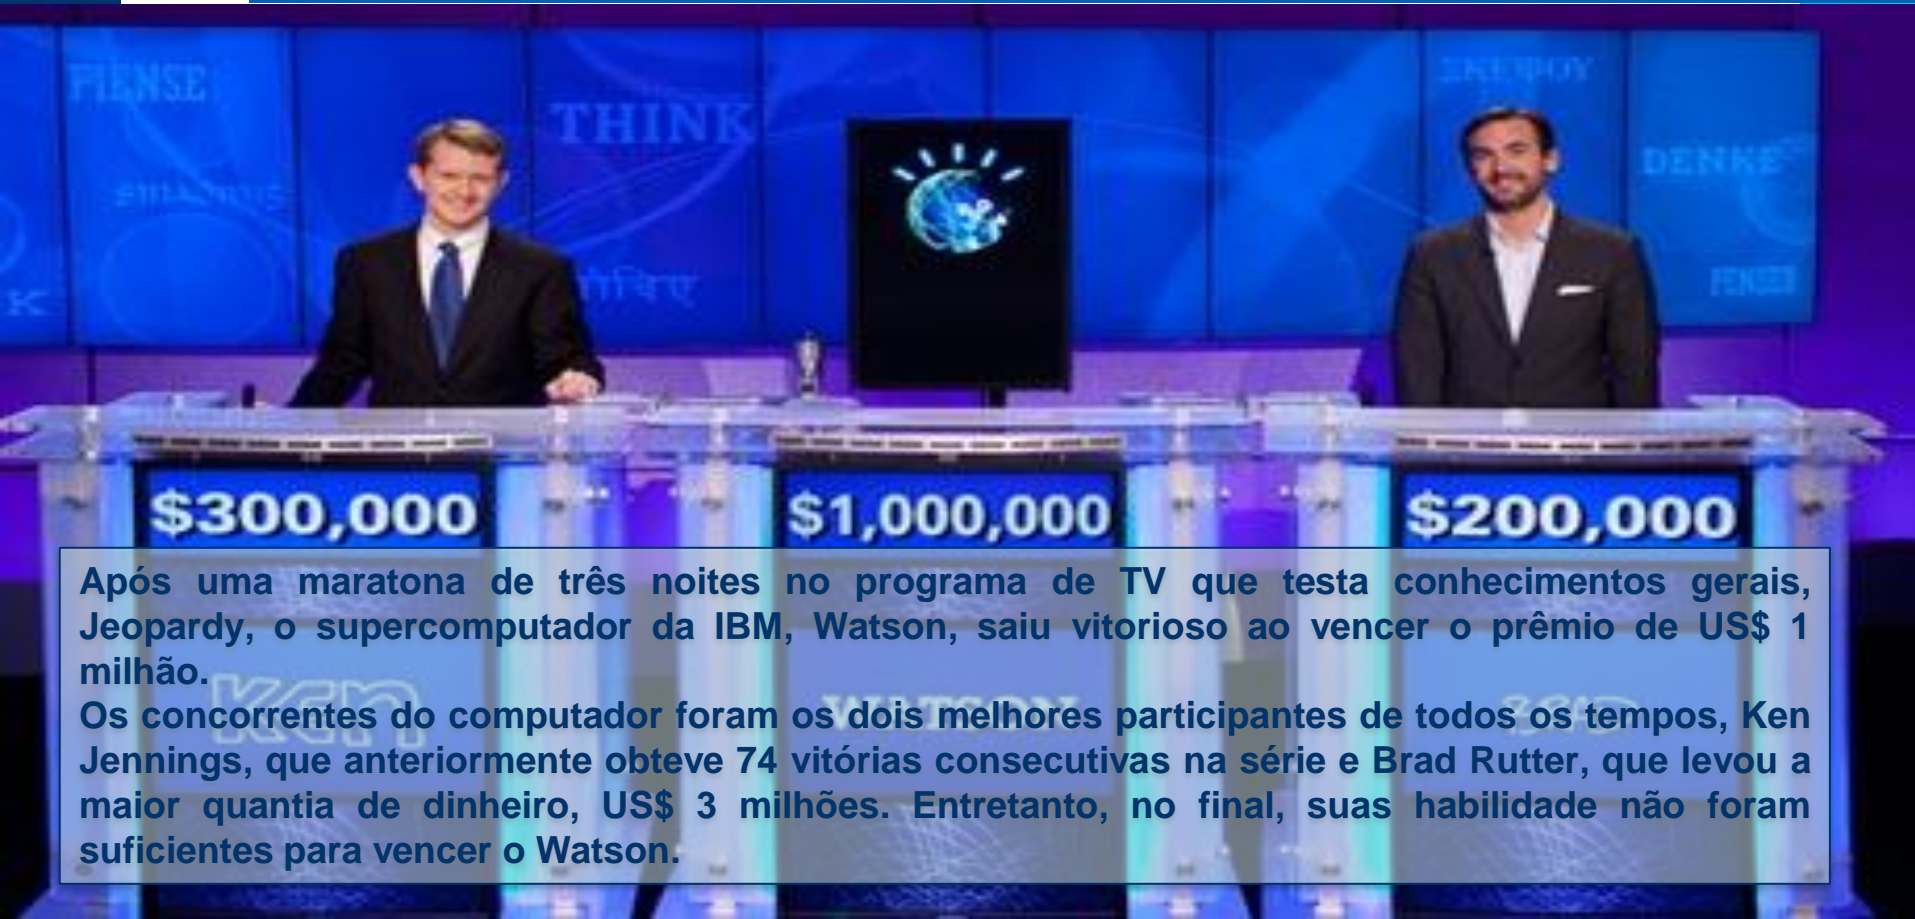 PIENSE
THINK
DENKE
PENSER
K
$300,000
$1,000,000
$200,000
Após uma maratona de três noites no programa de TV que testa conhecimentos gerais,
Jeopardy, o supercomputador da IBM, Watson, saiu vitorioso ao vencer o prêmio de US$ 1
milhão.
Os concorrentes do computador foram os dois melhores participantes de todos os tempos, Ken
Jennings, que anteriormente obteve 74 vitórias consecutivas na série e Brad Rutter, que levou a
maior quantia de dinheiro, US$ 3 milhões. Entretanto, no final, suas habilidade não foram
suficientes para vencer o Watson.
Ken
WATSON